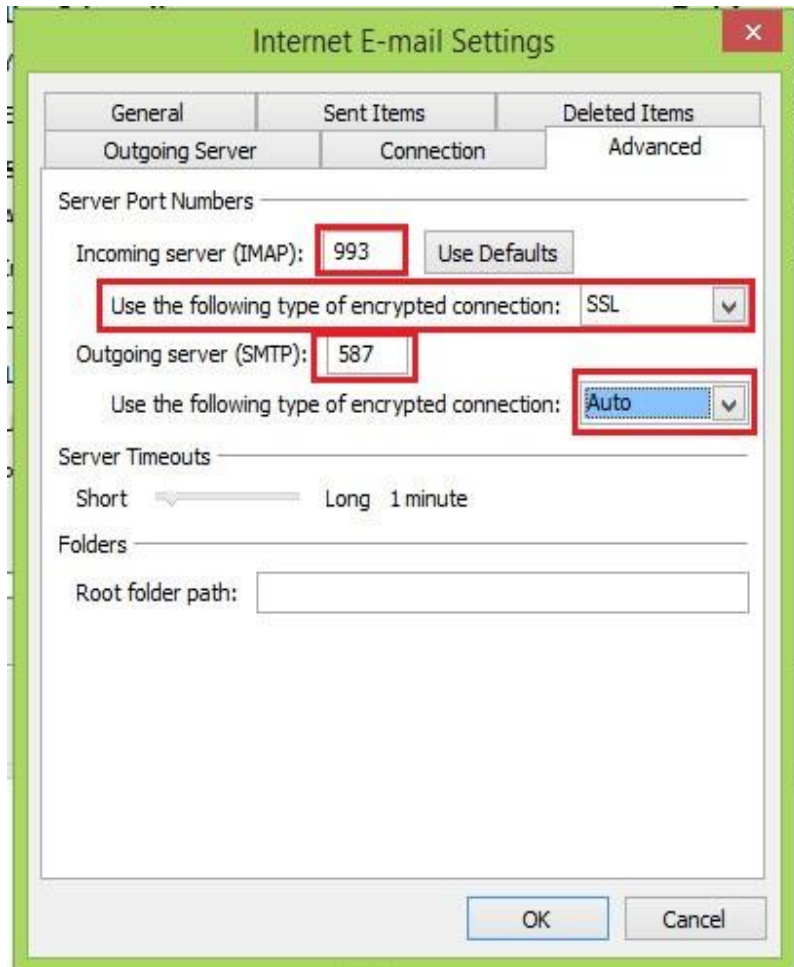 Internet E-mail Settings
x
General Sent Items Deleted Items
Outgoing Server Connection Advanced
Server Port Numbers
Incoming server (IMAP): 993 Use Defaults
Use the following type of encrypted connection: SSL
Outgoing server (SMTP): 587
Use the following type of encrypted connection: Auto
Server Timeouts
Short Long 1 minute
Folders
Root folder path:
OK Cancel